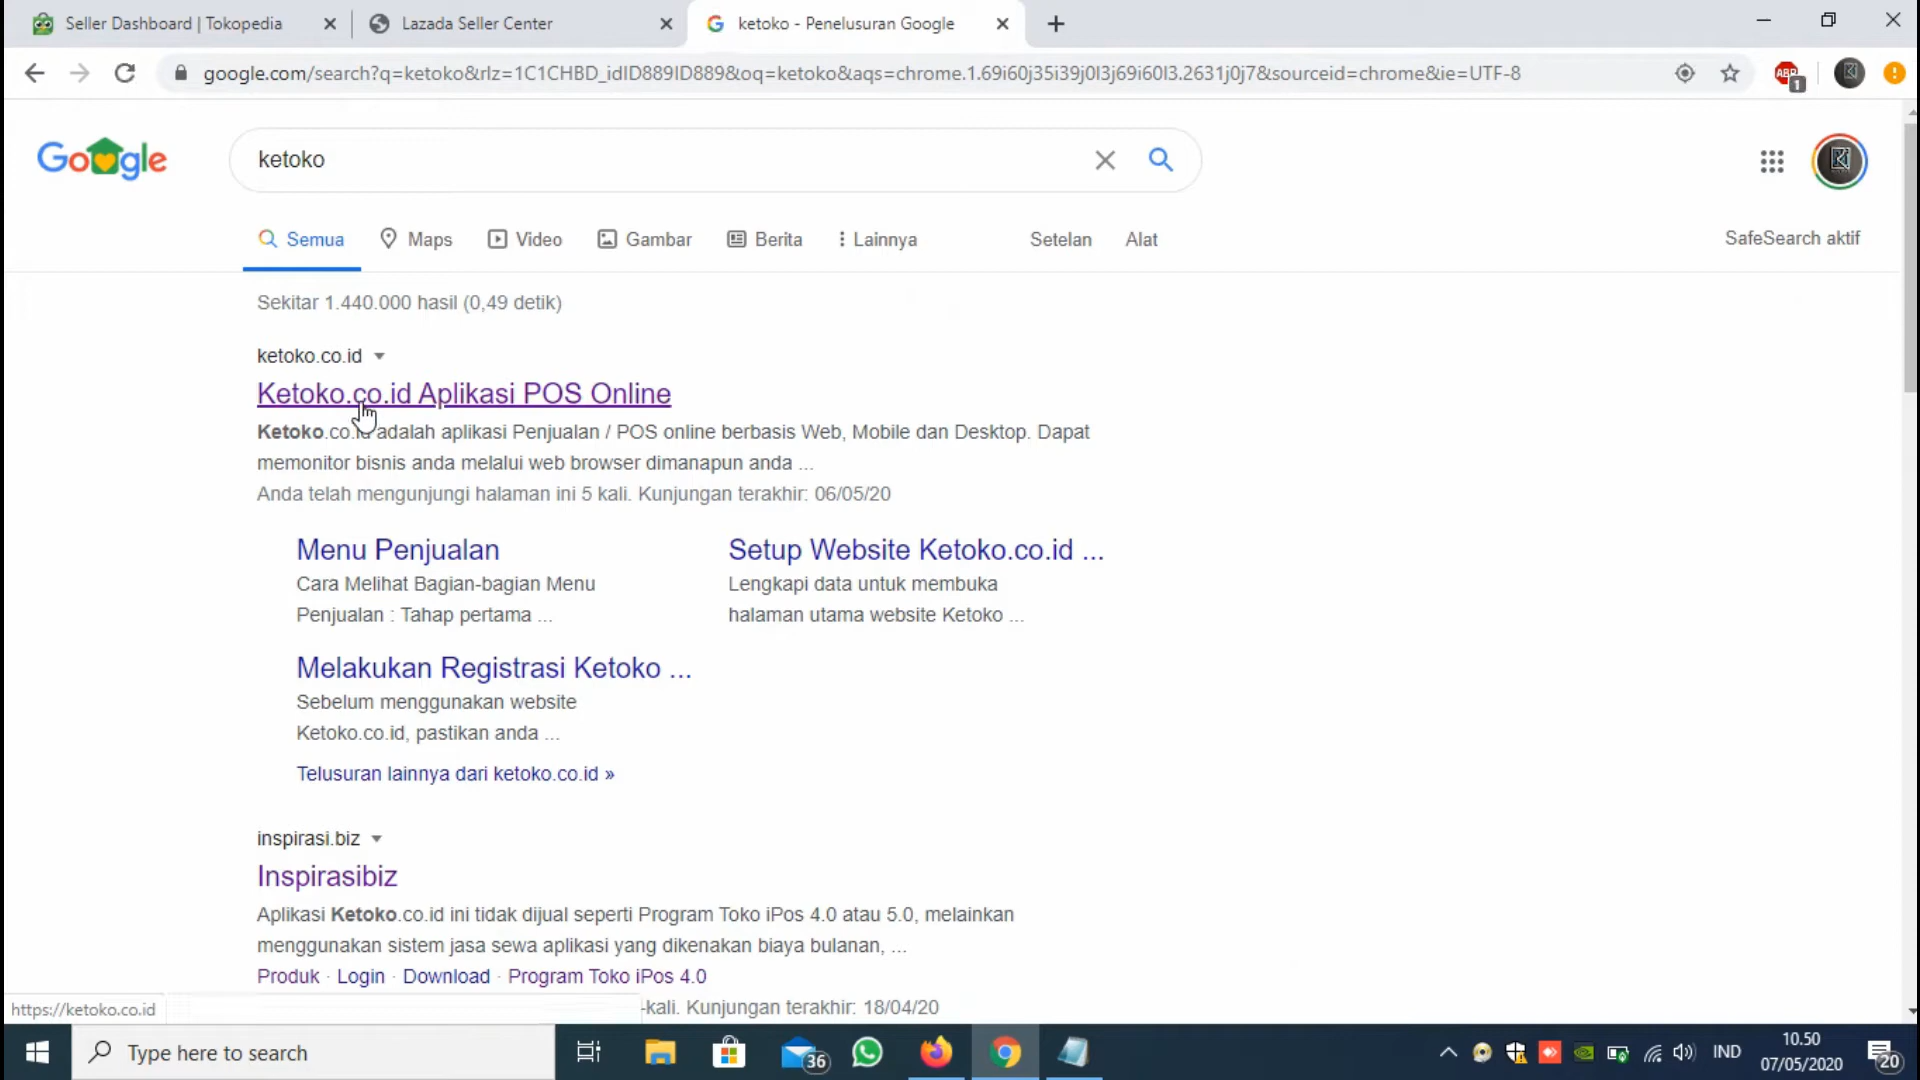 Seller Dashboard | Tokopedia
Lazada Seller Center
ketoko - Penelusuran Google
google.com/search?q=ketoko&rlz=1C1CHBD_idID889ID889&oq=ketoko&aqs=chrome.1.69i60j35i39j0l3j69i60l3.2631j0j7&sourceid=chrome&ie=UTF-8
ABP
1
Google
ketoko
Semua
Maps
Video
Gambar
Berita
Lainnya
Setelan
Alat
SafeSearch aktif
Sekitar 1.440.000 hasil (0,49 detik)
ketoko.co.id
Ketoko.co.id Aplikasi POS Online
Ketoko.co.id adalah aplikasi Penjualan / POS online berbasis Web, Mobile dan Desktop. Dapat
memonitor bisnis anda melalui web browser dimanapun anda ...
Anda telah mengunjungi halaman ini 5 kali. Kunjungan terakhir: 06/05/20
Menu Penjualan
Cara Melihat Bagian-bagian Menu
Penjualan : Tahap pertama ...
Setup Website Ketoko.co.id ...
Lengkapi data untuk membuka
halaman utama website Ketoko ...
Melakukan Registrasi Ketoko ...
Sebelum menggunakan website
Ketoko.co.id, pastikan anda ...
Telusuran lainnya dari ketoko.co.id »
inspirasi.biz
Inspirasibiz
Aplikasi Ketoko.co.id ini tidak dijual seperti Program Toko iPos 4.0 atau 5.0, melainkan
menggunakan sistem jasa sewa aplikasi yang dikenakan biaya bulanan, ...
Produk · Login · Download · Program Toko iPos 4.0
-kali. Kunjungan terakhir: 18/04/20
https://ketoko.co.id
Type here to search
36
IND
10.50
07/05/2020
20